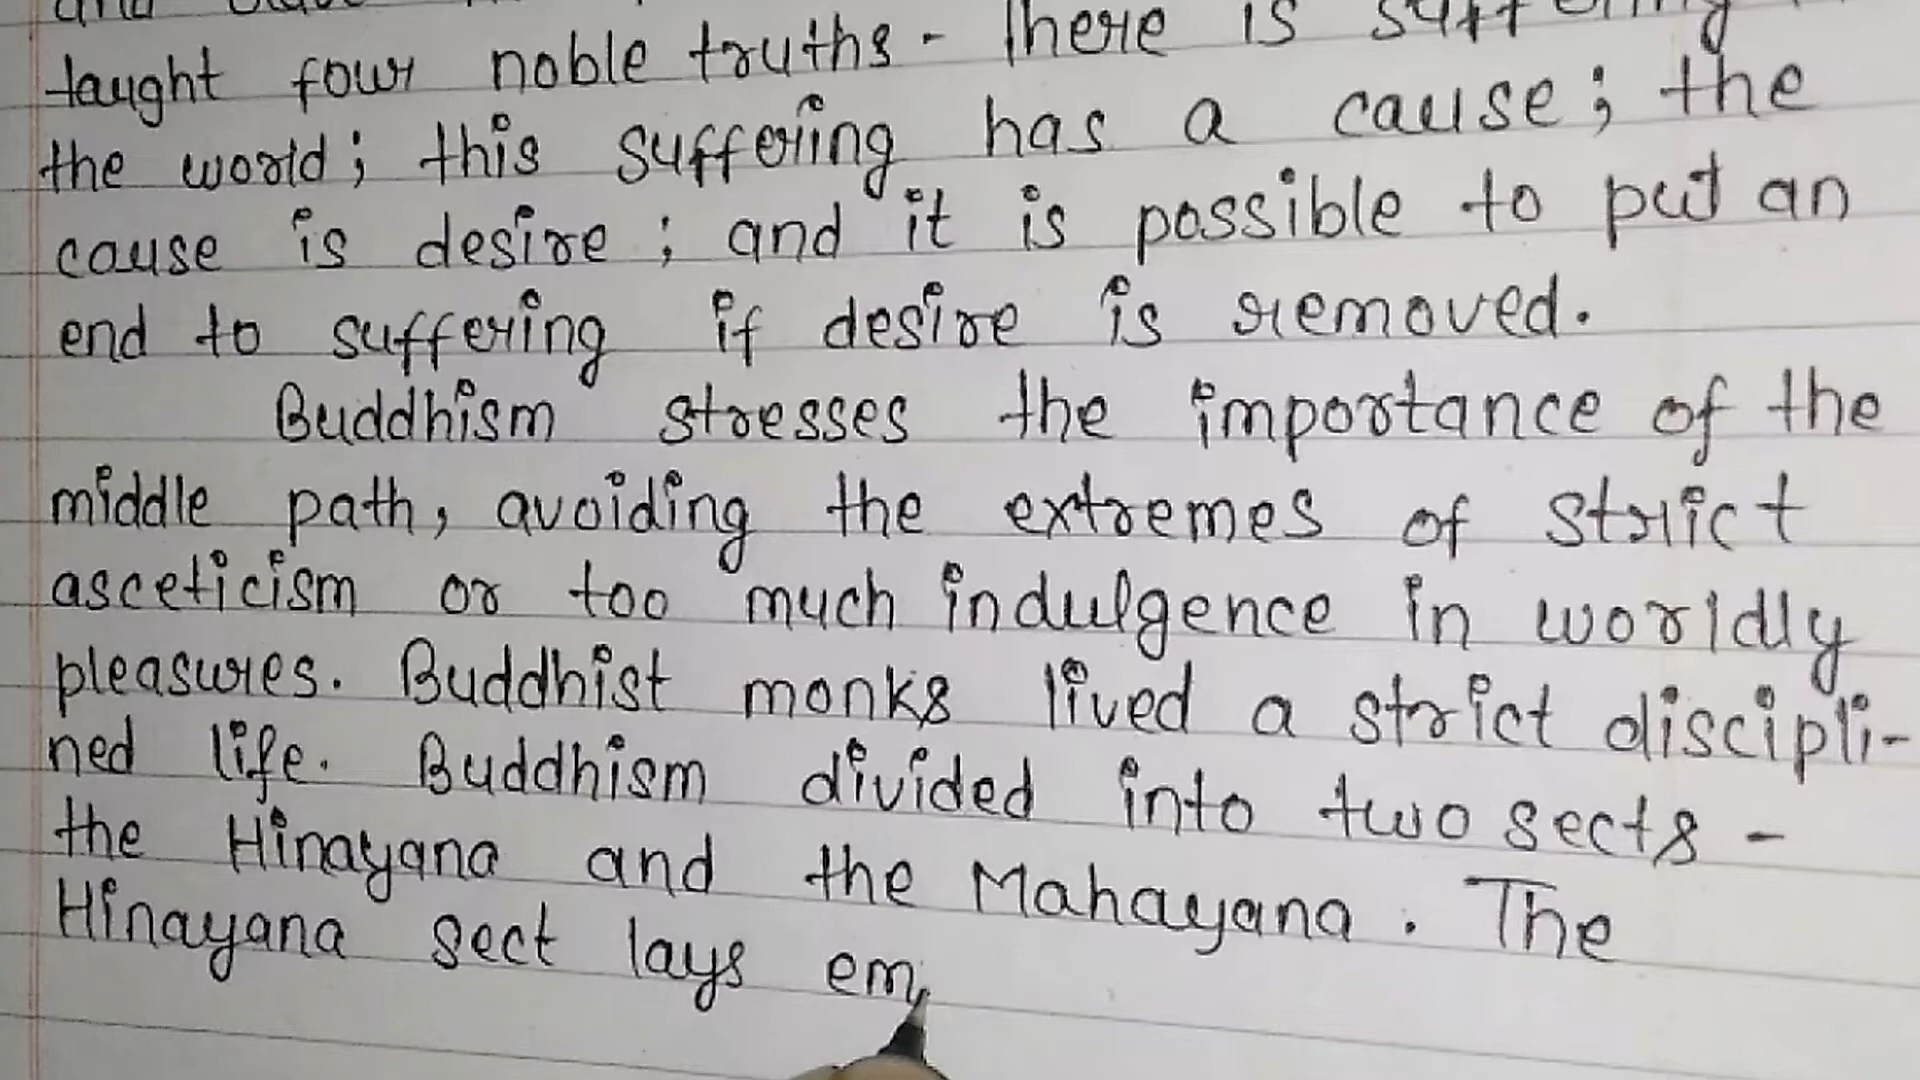 taught four noble truths - There is suffering
the world; this suffering has a cause; the
cause is desire; and it is possible to put an
end to suffering if desire is removed.
Buddhism stresses the importance of the
middle path, avoiding the extremes of strict
asceticism or too much indulgence in worldly
pleasures. Buddhist monks lived a strict discipli-
ned life. Buddhism divided into two sects -
the Hinayana and the Mahayana. The
Hinayana sect lays em